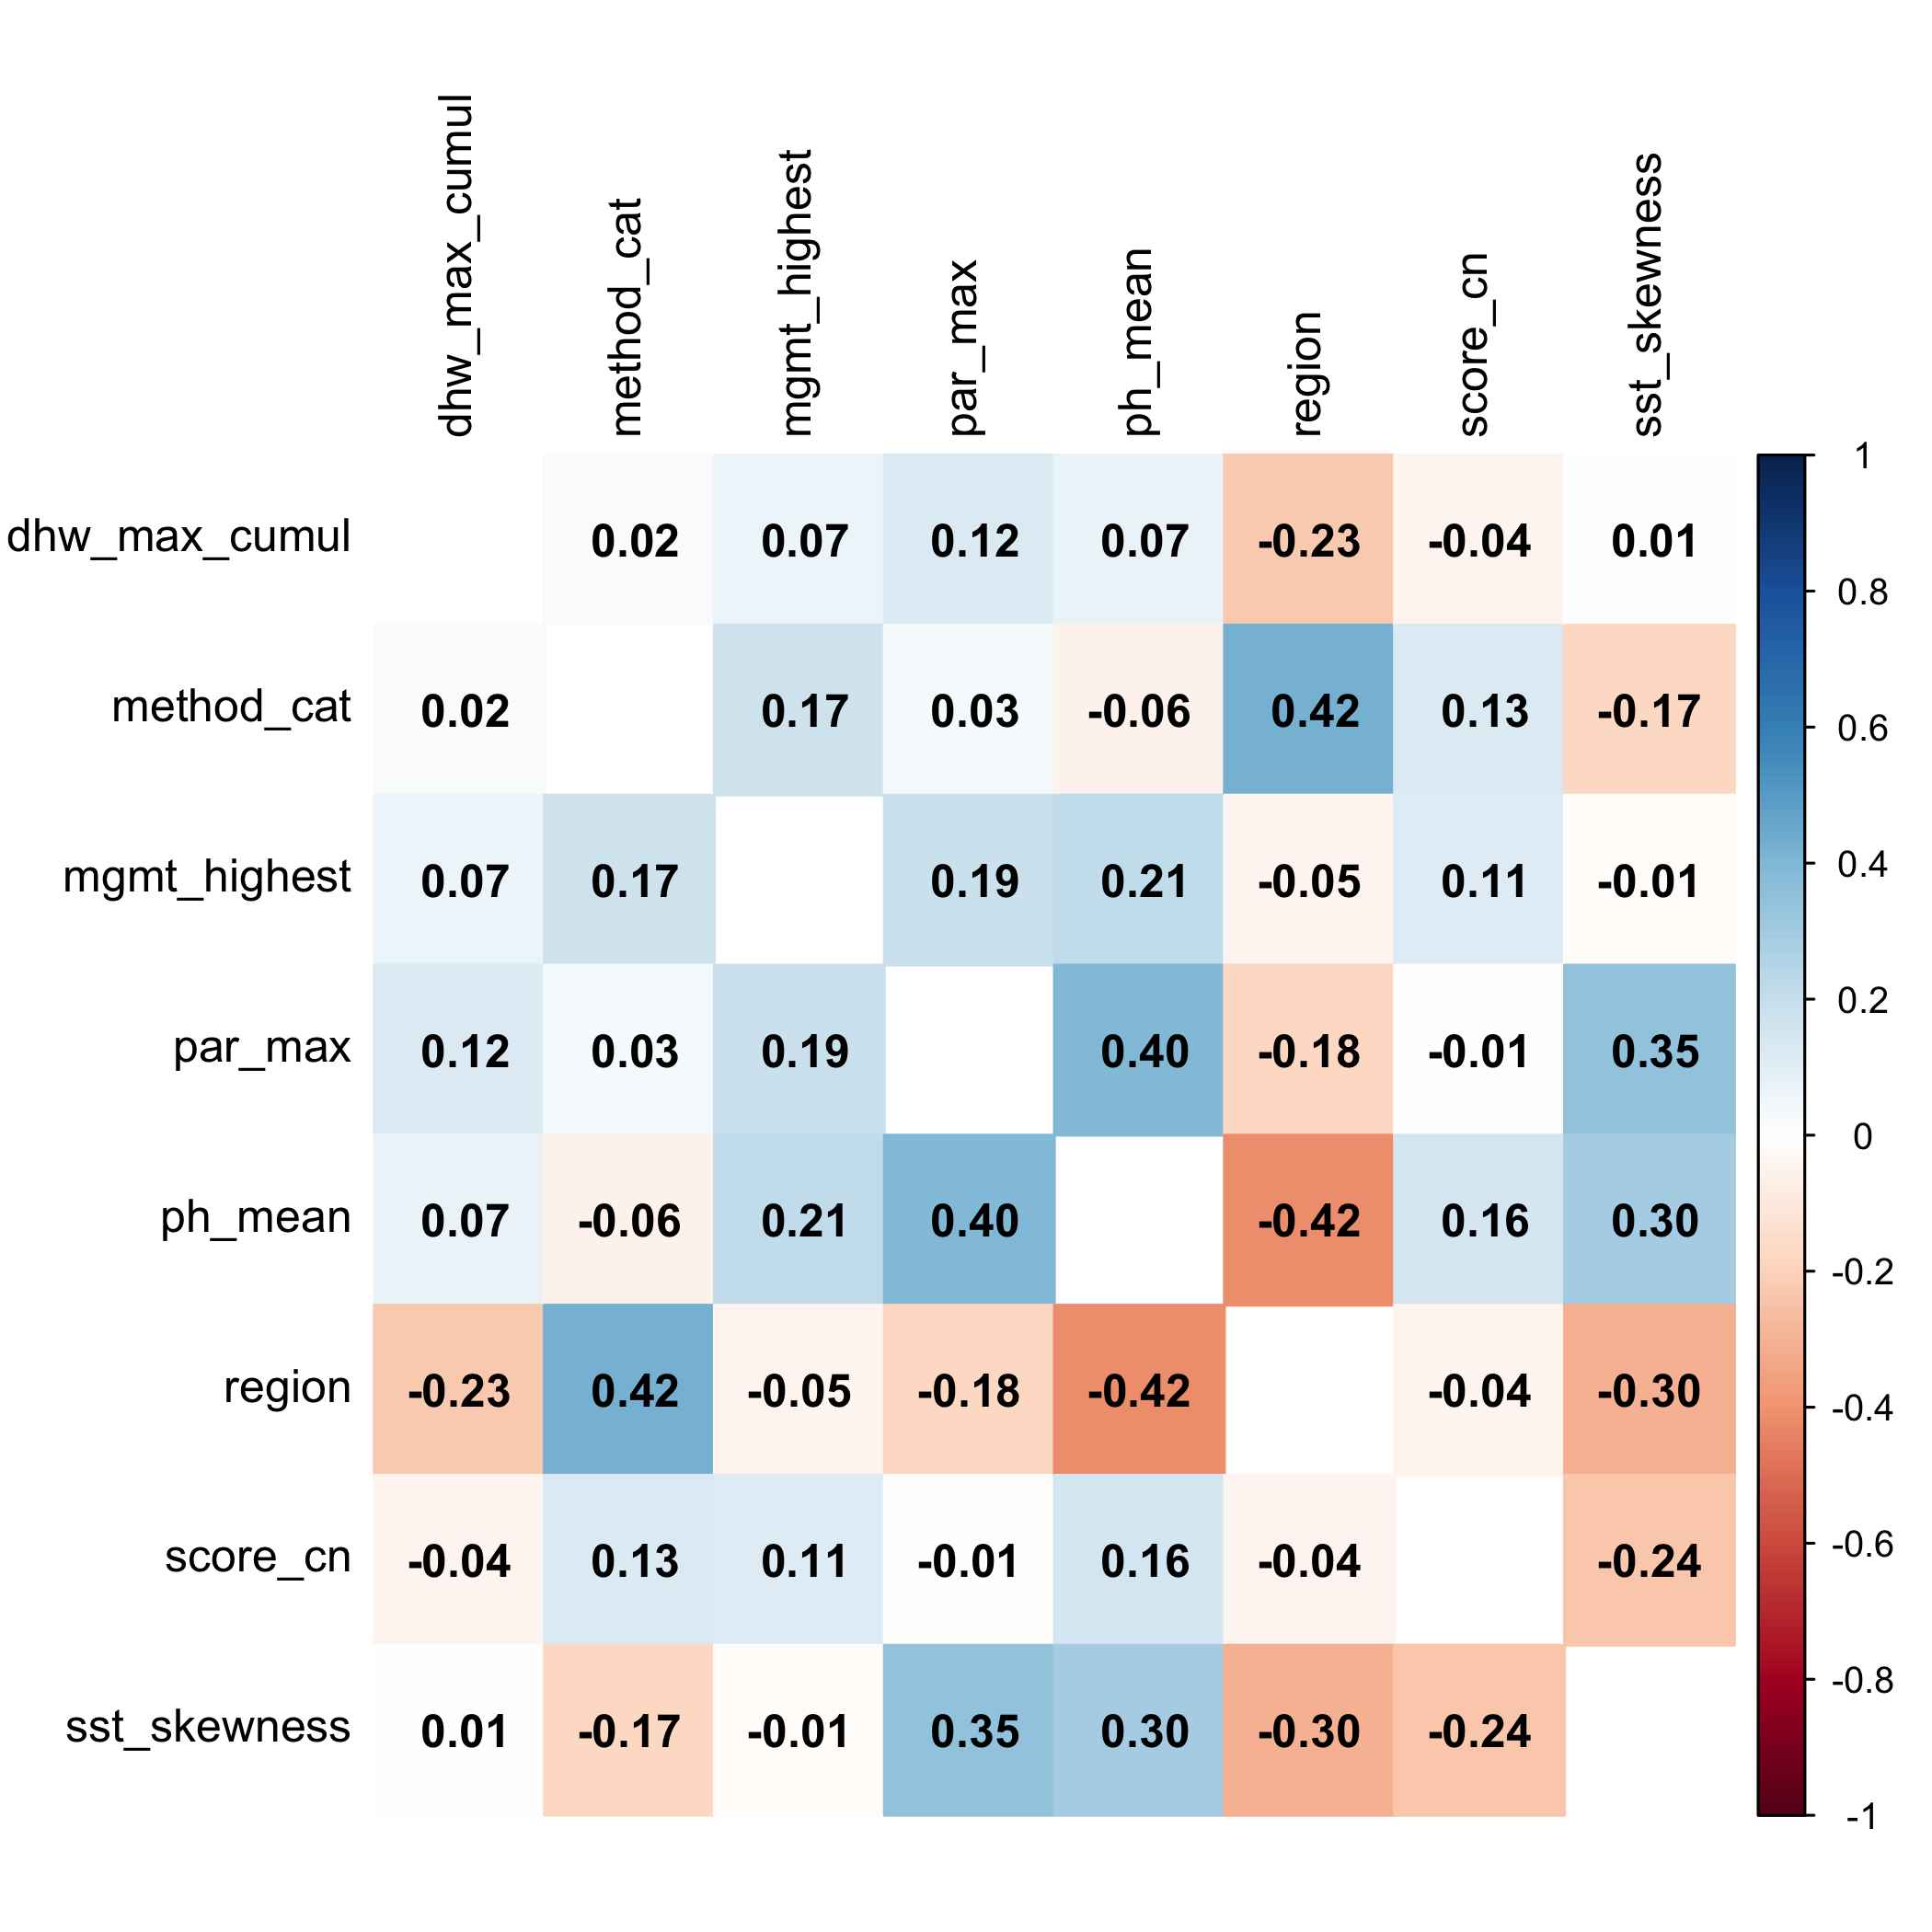 dhw_max_cumul method_cat mgmt_highest par_max ph_mean region score_cn sst_skewness
dhw_max_cumul 0.02 0.07 0.12 0.07 -0.23 -0.04 0.01
method_cat 0.02 0.17 0.03 -0.06 0.42 0.13 -0.17
mgmt_highest 0.07 0.17 0.19 0.21 -0.05 0.11 -0.01
par_max 0.12 0.03 0.19 0.40 -0.18 -0.01 0.35
ph_mean 0.07 -0.06 0.21 0.40 -0.42 0.16 0.30
region -0.23 0.42 -0.05 -0.18 -0.42 -0.04 -0.30
score_cn -0.04 0.13 0.11 -0.01 0.16 -0.04 -0.24
sst_skewness 0.01 -0.17 -0.01 0.35 0.30 -0.30 -0.24
1
0.8
0.6
0.4
0.2
0
-0.2
-0.4
-0.6
-0.8
-1